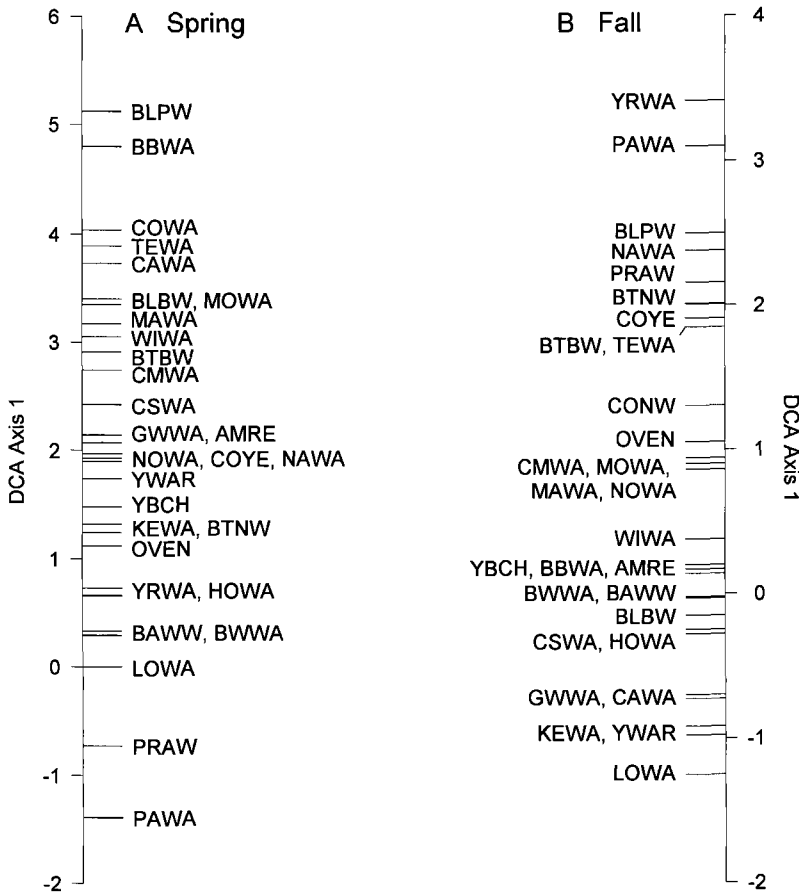 A Spring
6
5
4
3
2
1
0
-1
-2
DCA Axis 1
BLPW
BBWA
COWA
TEWA
CAWA
BLBW, MOWA
MAWA
WIWA
BTBW
CMWA
CSWA
GWWA, AMRE
NOWA, COYE, NAWA
YWAR
YBCH
KEWA, BTNW
OVEN
YRWA, HOWA
BAWW, BWWA
LOWA
PRAW
PAWA
B Fall
YRWA
PAWA
BLPW
NAWA
PRAW
BTNW
COYE
BTBW, TEWA
CONW
OVEN
CMWA, MOWA,
MAWA, NOWA
WIWA
YBCH, BBWA, AMRE
BWWA, BAWW
BLBW
CSWA, HOWA
GWWA, CAWA
KEWA, YWAR
LOWA
4
3
2
1
0
-1
-2
DCA Axis 1